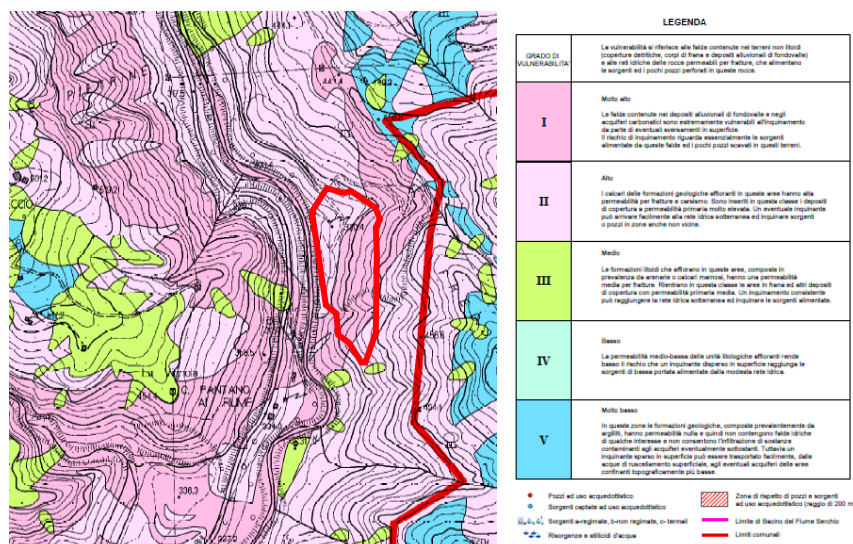 LEGENDA
GRADO DI
VULNERABILITA'
La vulnerabilità si riferisce alle falde contenute nei terreni non litoidi
(coperture detritiche, corpi di frana e depositi alluvionali di fondovalle)
e alle reti idriche delle rocce permeabili per fratture, che alimentano
le sorgenti ed i pochi pozzi perforati in queste rocce.
I
Molto alto
Le falde contenute nei depositi alluvionali di fondovalle e negli
acquiferi carbonatici sono estremamente vulnerabili all'inquinamento
da parte di eventuali sversamenti in superficie.
Il rischio di inquinamento riguarda essenzialmente le sorgenti
alimentate da queste falde ed i pochi pozzi scavati in questi terreni.
II
Alto
I calcari delle formazioni geologiche affioranti in queste aree hanno alta
permeabilità per fratture e carsismo. Sono inseriti in questa classe i depositi
di copertura a permeabilità primaria molto elevata. Un eventuale inquinante
può arrivare facilmente alla rete idrica sotterranea ed inquinare sorgenti
o pozzi in zone anche non vicine.
III
Medio
Le formazioni litoidi che affiorano in queste aree, composte in
prevalenza da arenarie o calcari marnosi, hanno una permeabilità
media per fratture. Rientrano in questa classe le aree in frana ed altri depositi
di copertura con permeabilità primaria media. Un inquinamento consistente
può raggiungere la rete idrica sotterranea ed inquinare le sorgenti alimentate.
IV
Basso
La permeabilità medio-bassa delle unità litologiche affioranti rende
basso il rischio che un inquinante disperso in superficie raggiunga le
sorgenti di bassa portata alimentate dalla modesta rete idrica.
V
Molto basso
In queste zone le formazioni geologiche, composte prevalentemente da
argilliti, hanno permeabilità nulla e quindi non contengono falde idriche
di qualche interesse e non consentono l'infiltrazione di sostanze
contaminanti agli acquiferi eventualmente sottostanti. Tuttavia un
inquinante sparso in superficie può essere trasportato facilmente, dalle
acque di ruscellamento superficiale, agli eventuali acquiferi delle aree
confinanti topograficamente più basse.
Pozzi ad uso acquedottistico
Sorgenti captate ad uso acquedottistico
Sorgenti a-regimate, b-non regimate, c- termali
Risorgenze e stillicidi d'acqua
Zona di rispetto di pozzi e sorgenti
ad uso acquedottistico (raggio di 200 m
Limite di Bacino del Fiume Serchio
Limiti comunali
CCIO
PANTANO
AL FIUME
336.3